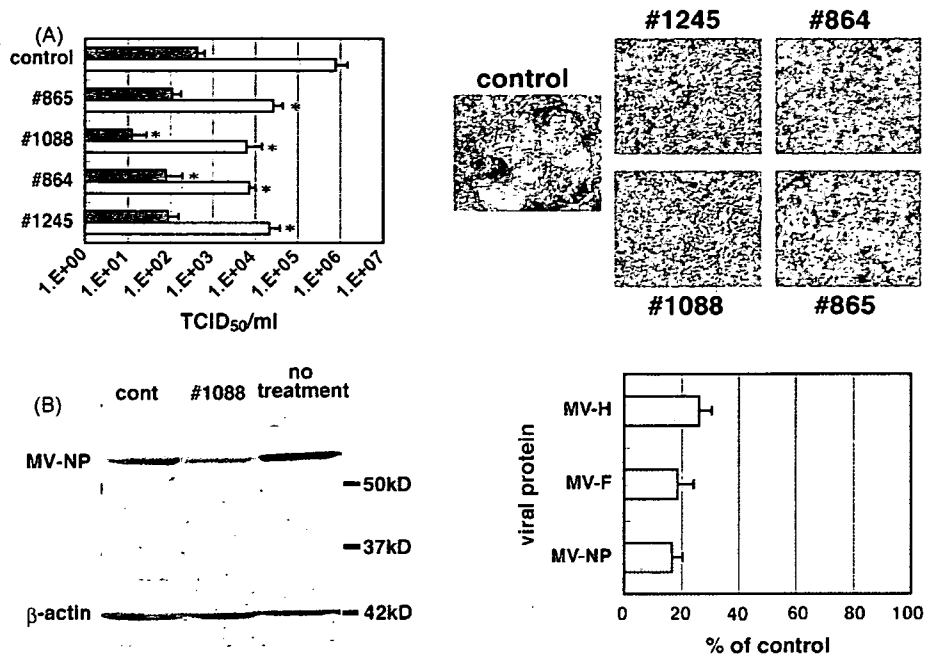 (A)
control
#865
#1088
#864
#1245
1.E+00 1.E+01 1.E+02 1.E+03 1.E+04 1.E+05 1.E+06 1.E+07
TCID50/ml
* * * * * *
control
#1245 #864
#1088 #865
(B)
cont #1088 no treatment
MV-NP
50kD
37kD
β-actin 42kD
viral protein
MV-H
MV-F
MV-NP
0 20 40 60 80 100
% of control